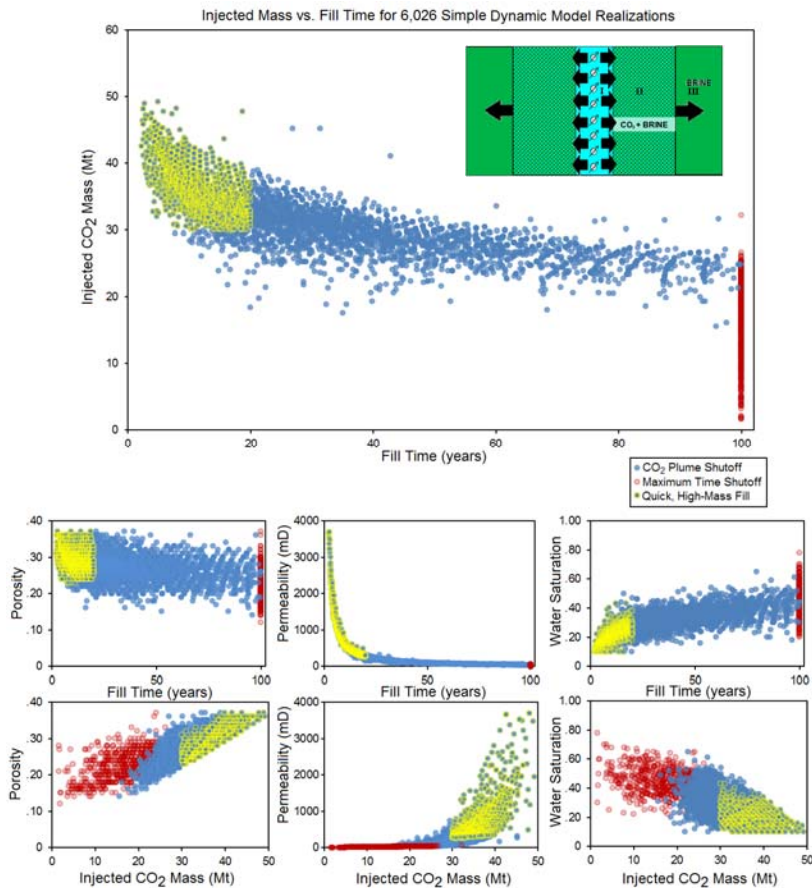 Injected Mass vs. Fill Time for 6,026 Simple Dynamic Model Realizations
60
50
40
30
20
10
0
Injected CO₂ Mass (Mt)
I
II
BRINE
III
CO₂ + BRINE
0 20 40 60 80 100
Fill Time (years)
CO₂ Plume Shutoff
Maximum Time Shutoff
Quick, High-Mass Fill
.40
.30
.20
.10
0
Porosity
0 50 100
Fill Time (years)
4000
3000
2000
1000
0
Permeability (mD)
0 50 100
Fill Time (years)
1.00
.80
.60
.40
.20
0
Water Saturation
0 50 100
Fill Time (years)
.40
.30
.20
.10
0
Porosity
0 10 20 30 40 50
Injected CO₂ Mass (Mt)
4000
3000
2000
1000
0
Permeability (mD)
0 10 20 30 40 50
Injected CO₂ Mass (Mt)
1.00
.80
.60
.40
.20
0
Water Saturation
0 10 20 30 40 50
Injected CO₂ Mass (Mt)